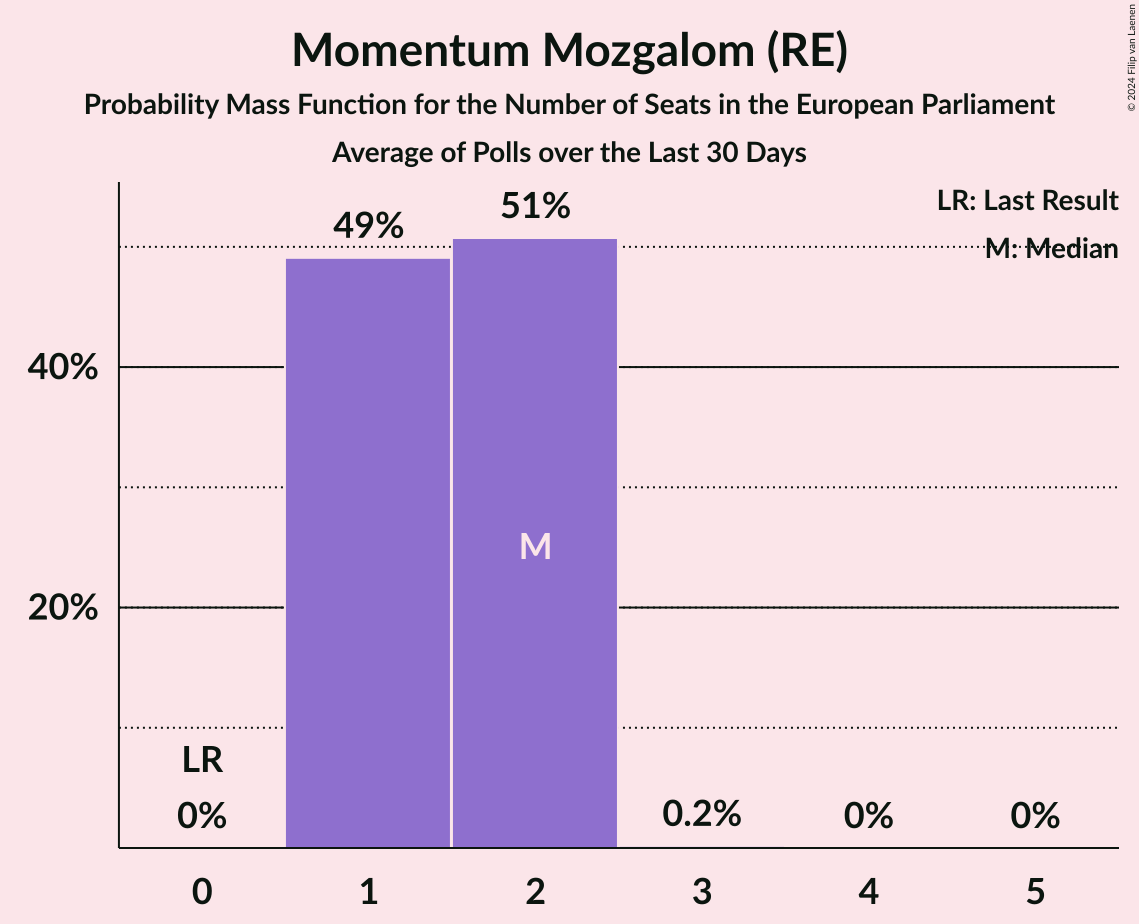 Momentum Mozgalom (RE)
Probability Mass Function for the Number of Seats in the European Parliament
Average of Polls over the Last 30 Days
© 2024 Filip van Laenen
LR: Last Result
M: Median
49%
51%
40%
20%
M
LR
0%
0.2%
0%
0%
0 1 2 3 4 5